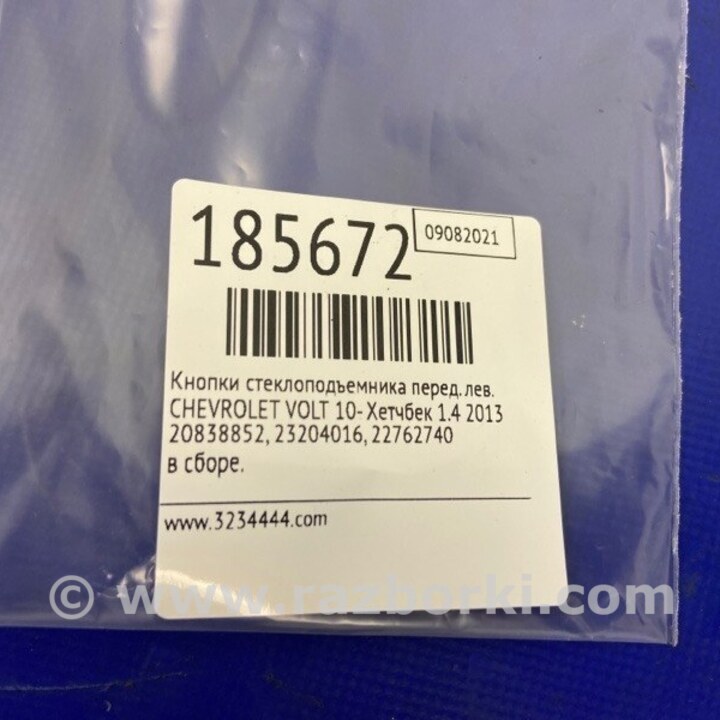 185672
09082021
Кнопки стеклоподъемника перед. лев.
CHEVROLET VOLT 10- Хетчбек 1.4 2013
20838852, 23204016, 22762740
в сборе.
www.3234444.com
© www.razborki.com